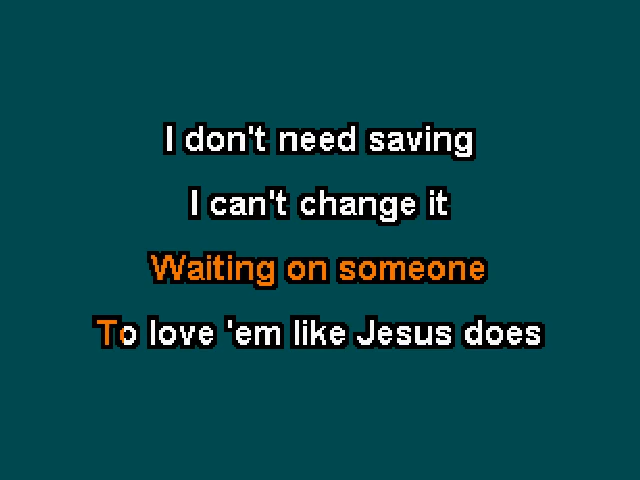 I don't need saving
I can't change it
Waiting on someone
To love 'em like Jesus does